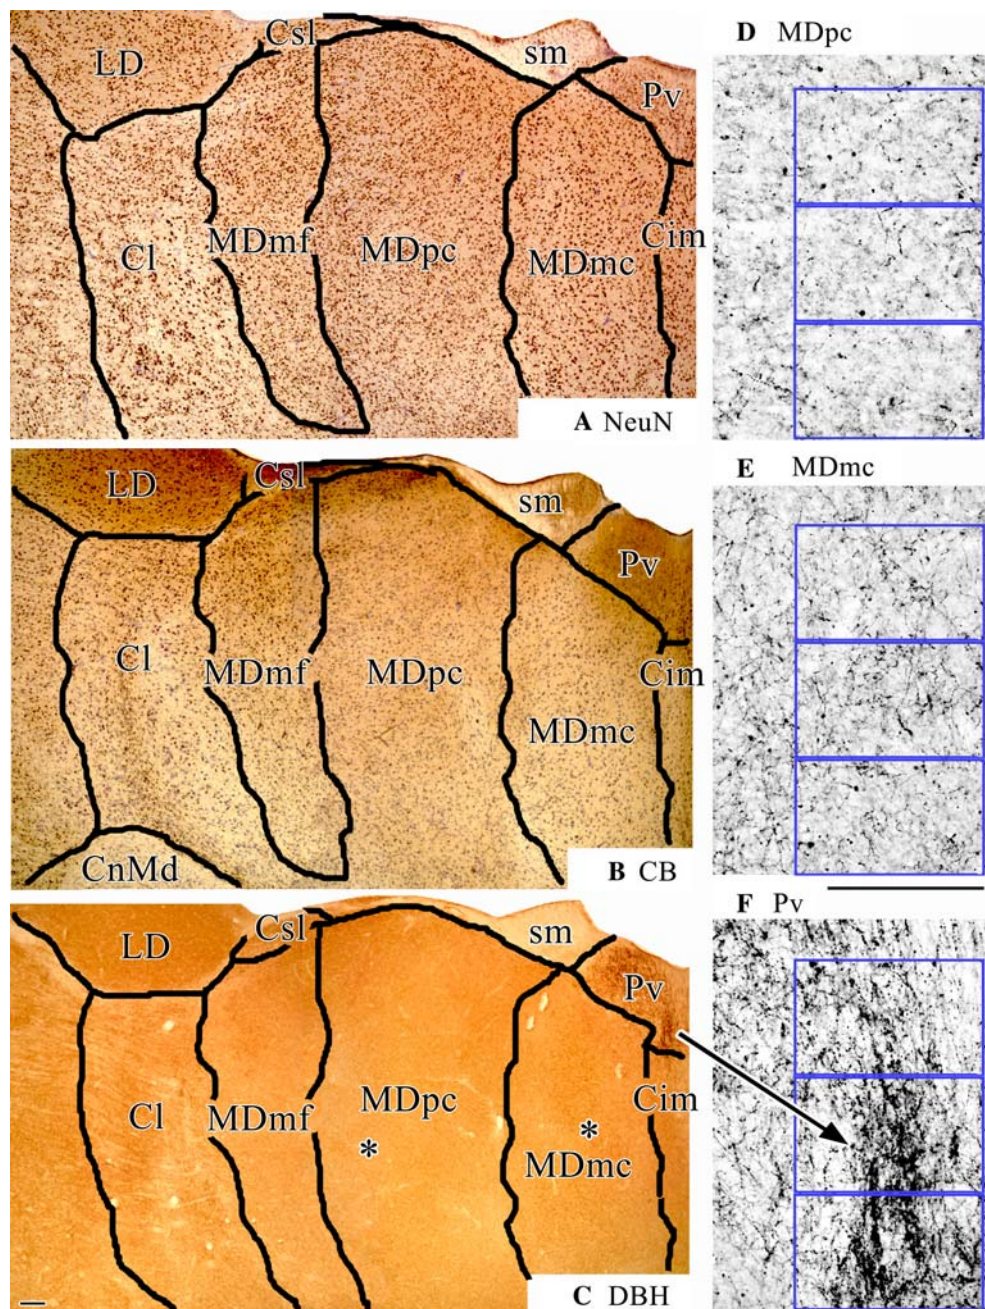 LD
Csl
sm
Pv
Cl
MDmf
MDpc
MDmc
Cim
A NeuN
LD
Csl
sm
Pv
Cl
MDmf
MDpc
MDmc
Cim
CnMd
B CB
LD
Csl
sm
Pv
Cl
MDmf
MDpc
*
*
MDmc
Cim
C DBH
D MDpc
E MDmc
F Pv